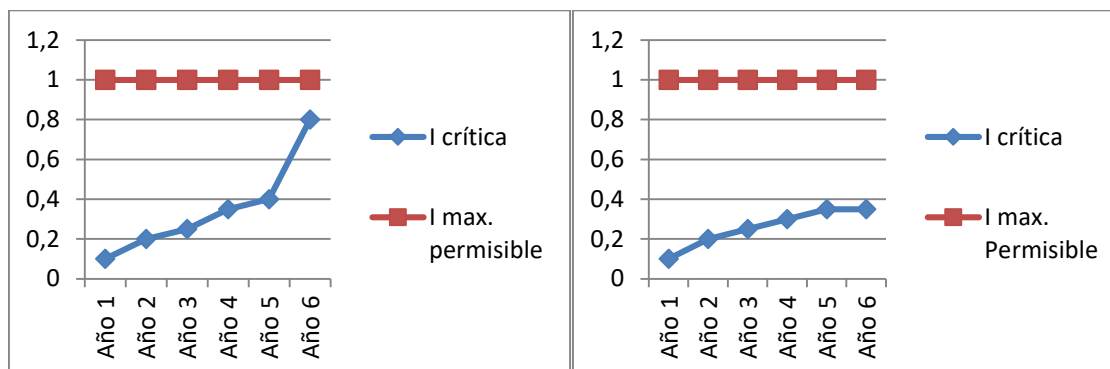 1,2
1
0,8
0,6
0,4
0,2
0
Año 1
Año 2
Año 3
Año 4
Año 5
Año 6
I crítica
I max.
permisible
1,2
1
0,8
0,6
0,4
0,2
0
Año 1
Año 2
Año 3
Año 4
Año 5
Año 6
I crítica
I max.
Permisible